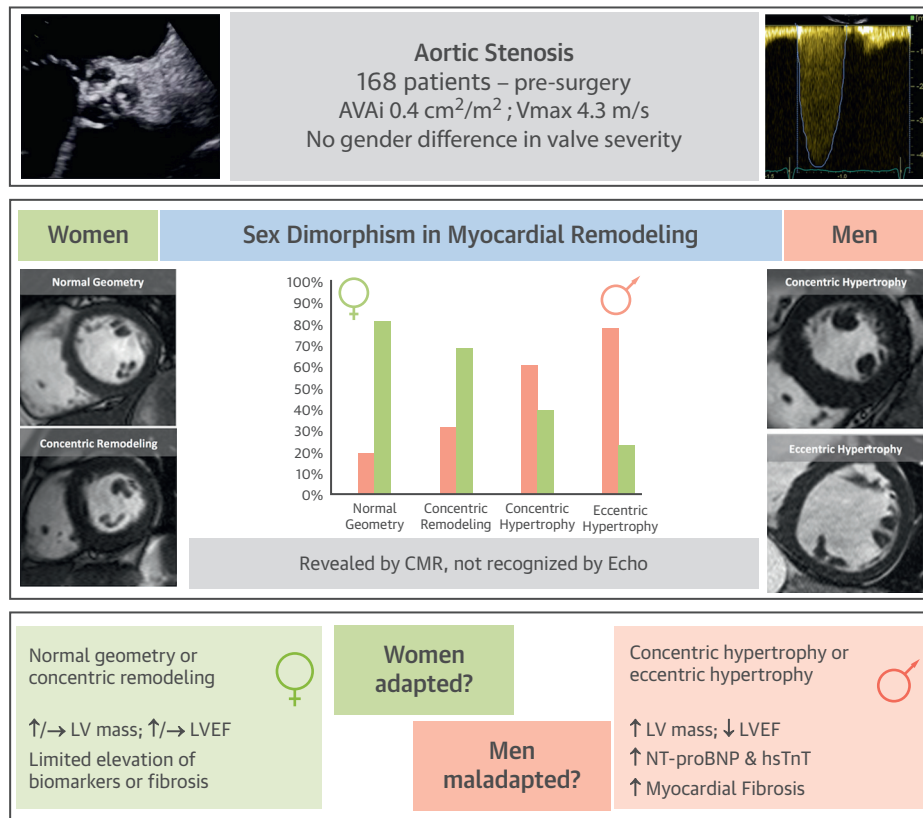 Aortic Stenosis
168 patients – pre-surgery
AVAi 0.4 cm²/m² ; Vmax 4.3 m/s
No gender difference in valve severity
-1.0
Women
Sex Dimorphism in Myocardial Remodeling
Men
Normal Geometry
Concentric Remodeling
100%
90%
80%
70%
60%
50%
40%
30%
20%
10%
0%
Normal
Geometry
Concentric
Remodeling
Concentric
Hypertrophy
Eccentric
Hypertrophy
Concentric Hypertrophy
Eccentric Hypertrophy
Revealed by CMR, not recognized by Echo
Normal geometry or
concentric remodeling
↑/→ LV mass; ↑/→ LVEF
Limited elevation of
biomarkers or fibrosis
Women
adapted?
Men
maladapted?
Concentric hypertrophy or
eccentric hypertrophy
↑ LV mass; ↓ LVEF
↑ NT-proBNP & hsTnT
↑ Myocardial Fibrosis